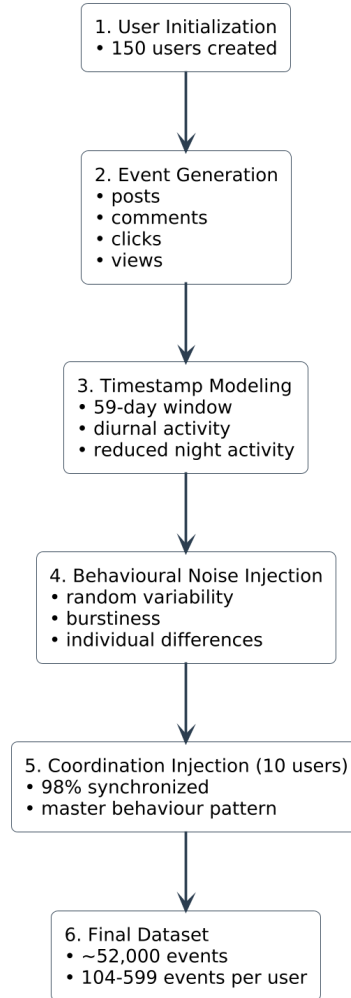 1. User Initialization
• 150 users created
2. Event Generation
• posts
• comments
• clicks
• views
3. Timestamp Modeling
• 59-day window
• diurnal activity
• reduced night activity
4. Behavioural Noise Injection
• random variability
• burstiness
• individual differences
5. Coordination Injection (10 users)
• 98% synchronized
• master behaviour pattern
6. Final Dataset
• ~52,000 events
• 104-599 events per user